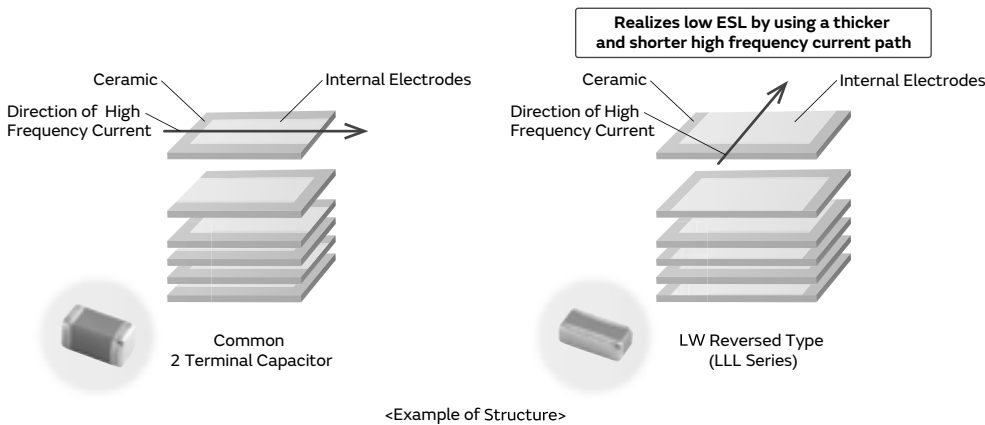 Realizes low ESL by using a thicker
and shorter high frequency current path
Ceramic
Internal Electrodes
Direction of High
Frequency Current
Ceramic
Internal Electrodes
Direction of High
Frequency Current
Common
2 Terminal Capacitor
LW Reversed Type
(LLL Series)
<Example of Structure>